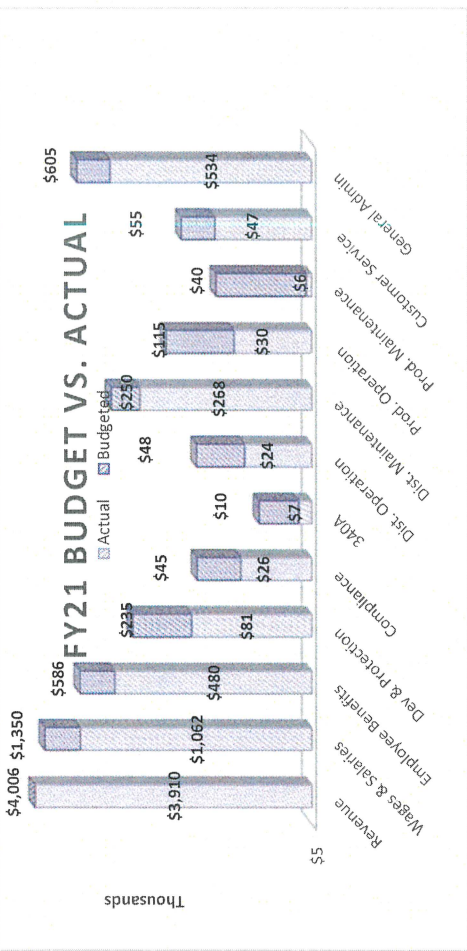 FY21 BUDGET VS. ACTUAL
Actual Budgeted
Thousands
$5
$4,006
$3,910
$1,350
$1,062
$586
$480
$235
$81
$45
$26
$10
$7
$48
$24
$250
$268
$115
$30
$40
$6
$55
$47
$605
$534
Revenue
Wages & Salaries
Employee Benefits
Dev & Protection
Compliance
340A
Dist. Operation
Dist. Maintenance
Prod. Operation
Prod. Maintenance
Customer Service
General Admin